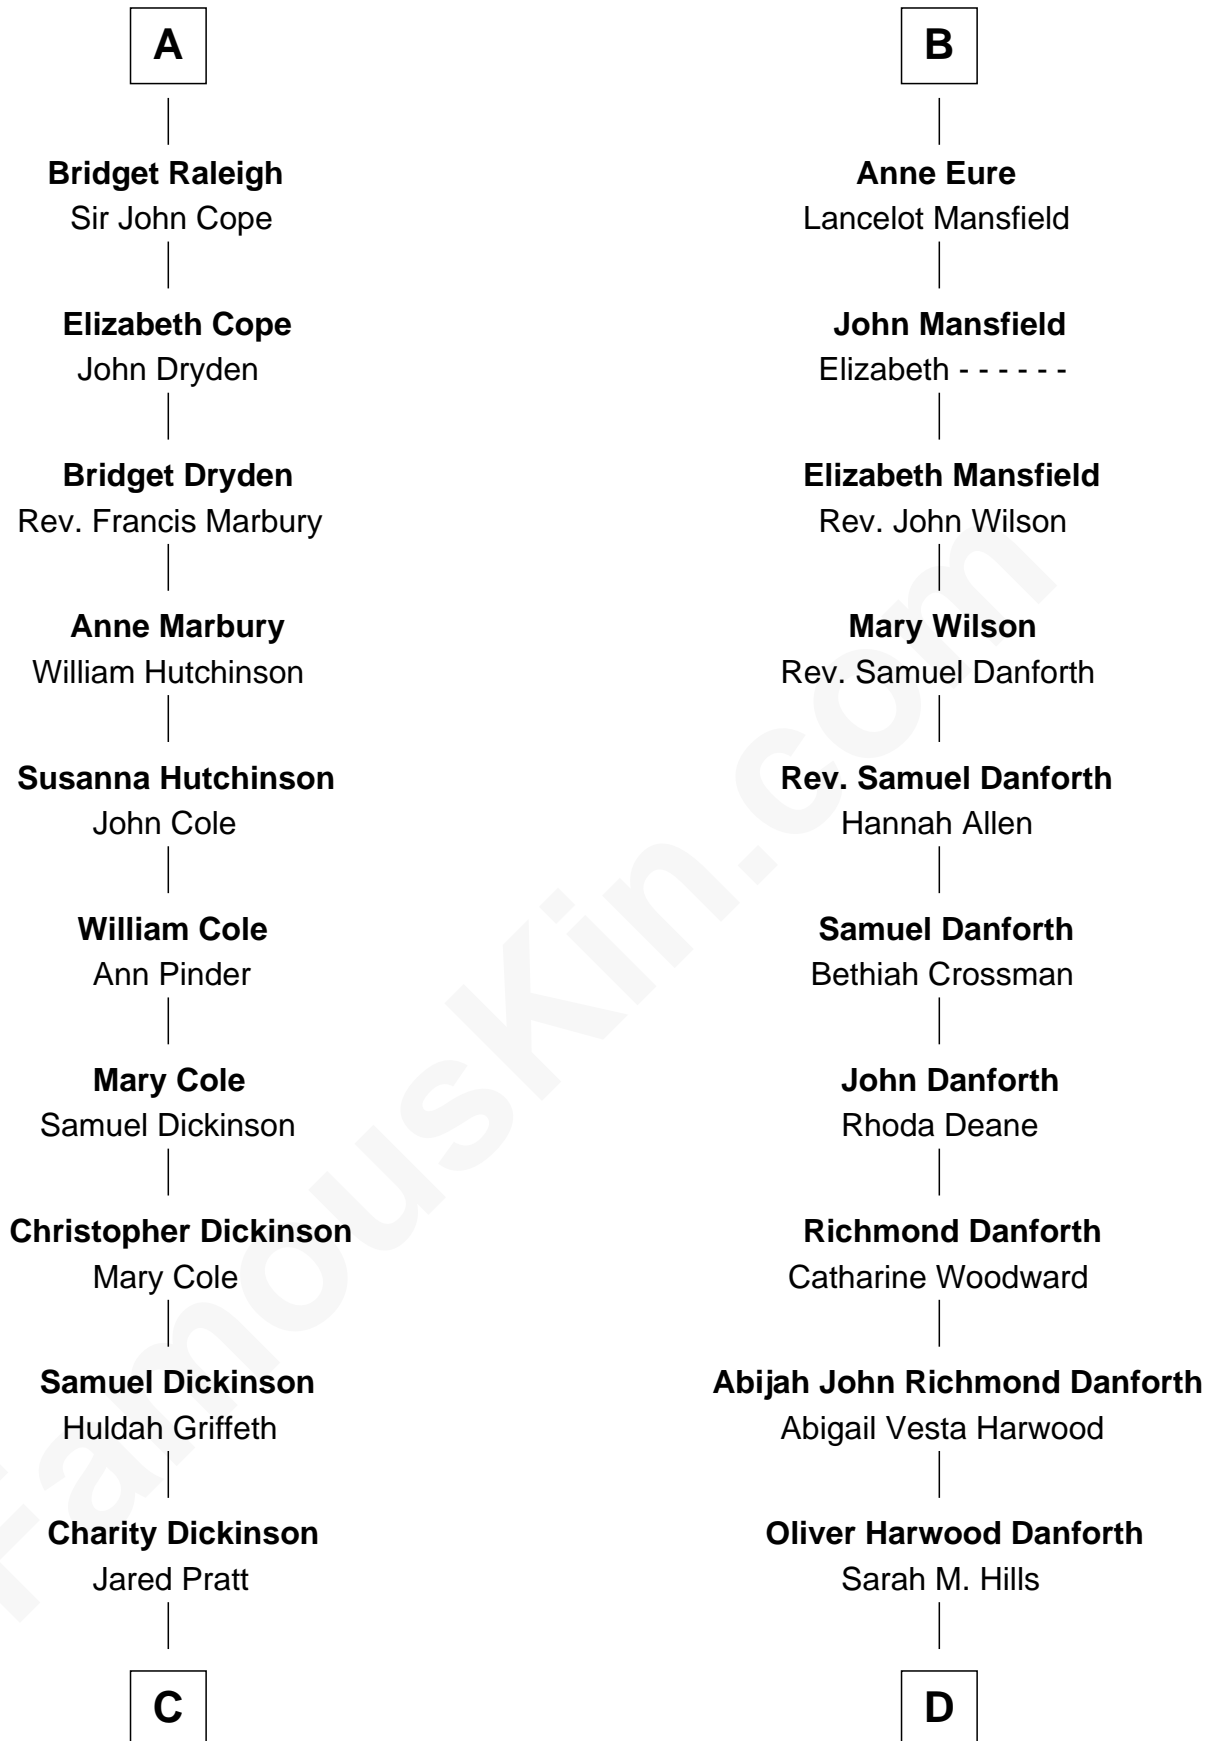 A
Bridget Raleigh
Sir John Cope
Elizabeth Cope
John Dryden
Bridget Dryden
Rev. Francis Marbury
Anne Marbury
William Hutchinson
Susanna Hutchinson
John Cole
William Cole
Ann Pinder
Mary Cole
Samuel Dickinson
Christopher Dickinson
Mary Cole
Samuel Dickinson
Huldah Griffeth
Charity Dickinson
Jared Pratt
C
B
Anne Eure
Lancelot Mansfield
John Mansfield
Elizabeth - - - - - -
Elizabeth Mansfield
Rev. John Wilson
Mary Wilson
Rev. Samuel Danforth
Rev. Samuel Danforth
Hannah Allen
Samuel Danforth
Bethiah Crossman
John Danforth
Rhoda Deane
Richmond Danforth
Catharine Woodward
Abijah John Richmond Danforth
Abigail Vesta Harwood
Oliver Harwood Danforth
Sarah M. Hills
D
FamousKin.com